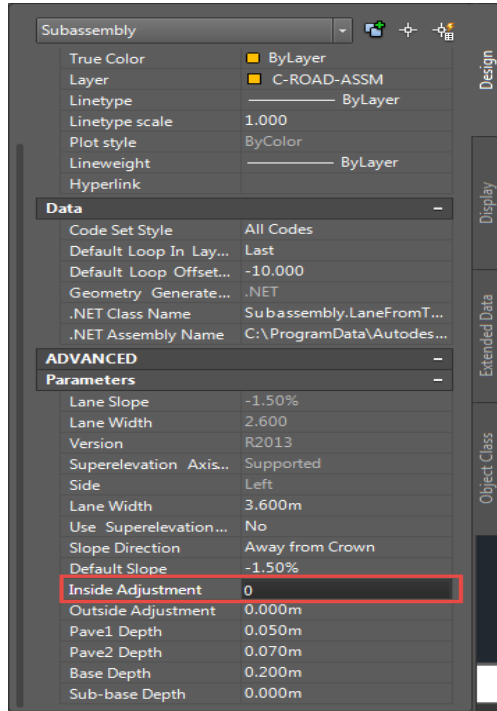 Subassembly
True Color ByLayer
Layer C-ROAD-ASSM
Linetype ByLayer
Linetype scale 1.000
Plot style ByColor
Lineweight ByLayer
Hyperlink
Data
Code Set Style All Codes
Default Loop In Lay... Last
Default Loop Offset... -10.000
Geometry Generate... .NET
.NET Class Name Subassembly.LaneFromT...
.NET Assembly Name C:\ProgramData\Autodes...
ADVANCED
Parameters
Lane Slope -1.50%
Lane Width 2.600
Version R2013
Superelevation Axis... Supported
Side Left
Lane Width 3.600m
Use Superelevation... No
Slope Direction Away from Crown
Default Slope -1.50%
Inside Adjustment 0
Outside Adjustment 0.000m
Pave1 Depth 0.050m
Pave2 Depth 0.070m
Base Depth 0.200m
Sub-base Depth 0.000m
Design
Display
Extended Data
Object Class